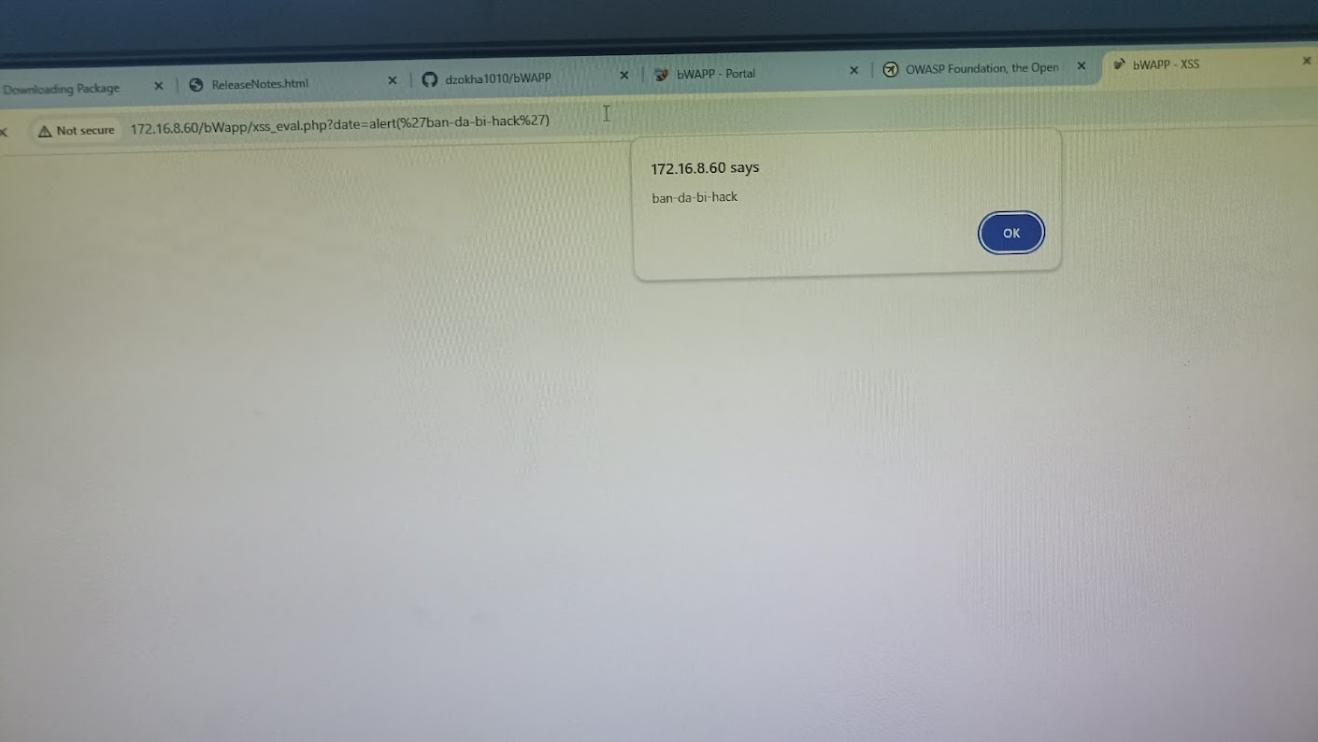 Downloading Package
ReleaseNotes.html
dzokha1010/bWAPP
bWAPP - Portal
OWASP Foundation, the Open
bWAPP - XSS
Not secure
172.16.8.60/bWapp/xss_eval.php?date=alert(%27ban-da-bi-hack%27)
172.16.8.60 says
ban-da-bi-hack
OK